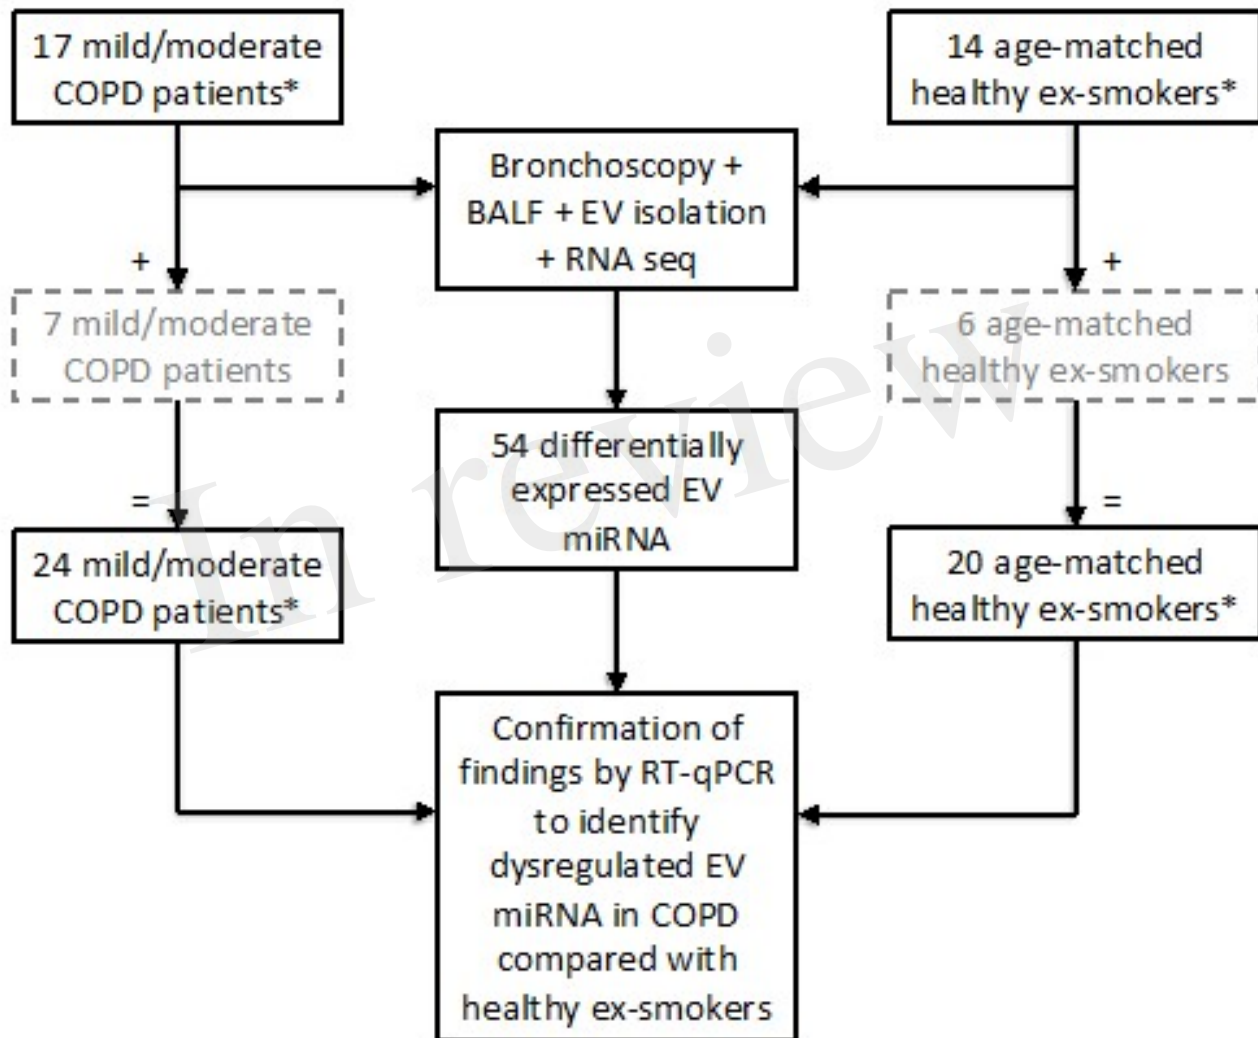 17 mild/moderate
COPD patients*
14 age-matched
healthy ex-smokers*
Bronchoscopy +
BALF + EV isolation
+ RNA seq
+
+
7 mild/moderate
COPD patients
6 age-matched
healthy ex-smokers
54 differentially
expressed EV
miRNA
=
=
24 mild/moderate
COPD patients*
20 age-matched
healthy ex-smokers*
Confirmation of
findings by RT-qPCR
to identify
dysregulated EV
miRNA in COPD
compared with
healthy ex-smokers
In review